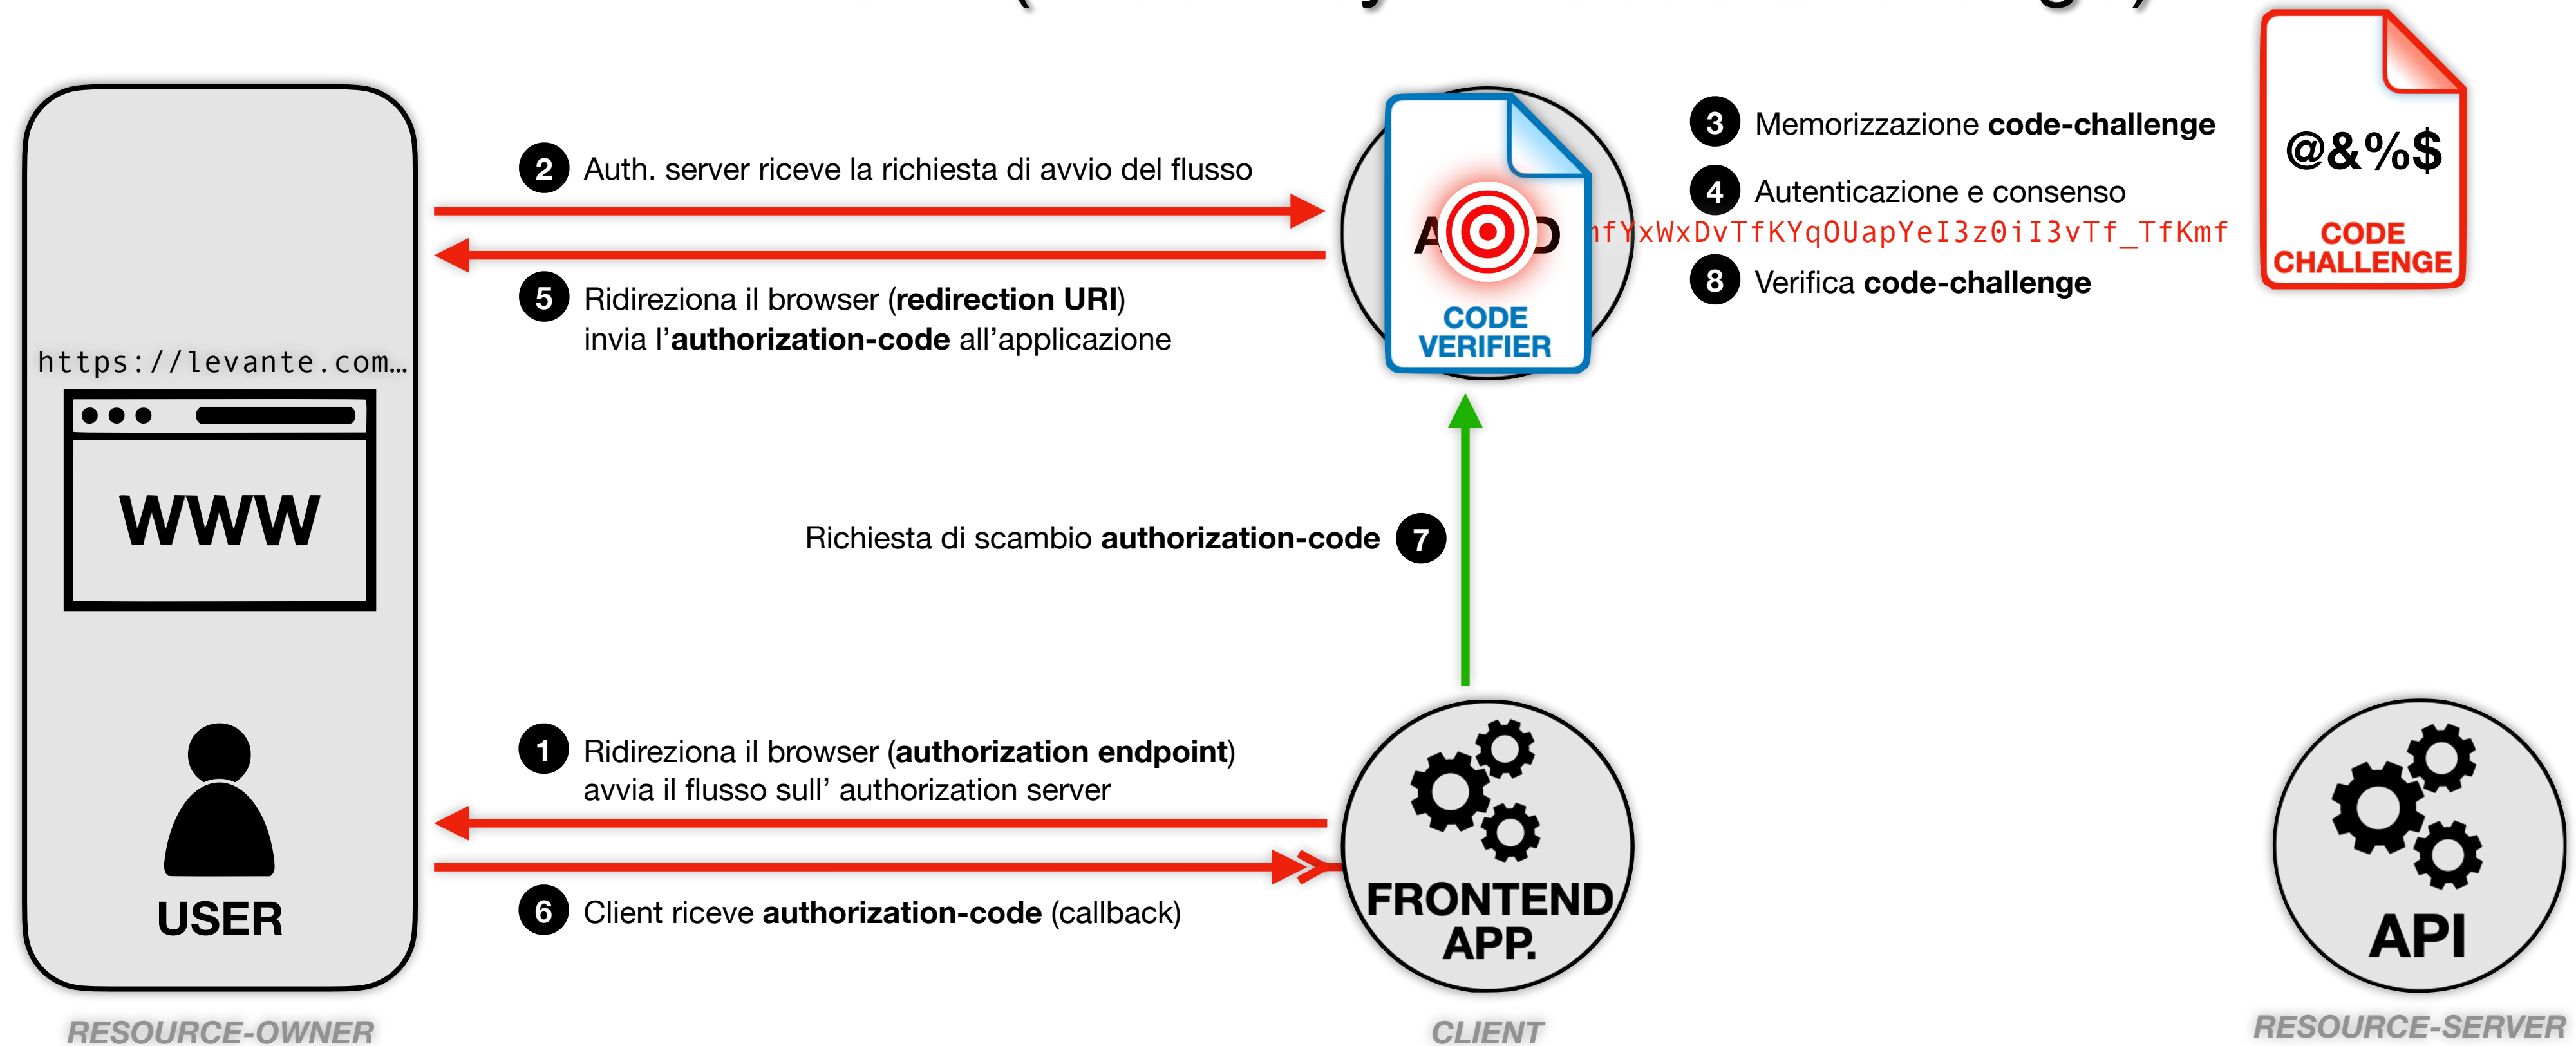 2 Auth. server riceve la richiesta di avvio del flusso
5 Ridireziona il browser (redirection URI)
invia l’authorization-code all’applicazione
CODE
VERIFIER
3 Memorizzazione code-challenge
4 Autenticazione e consenso
fYxWxDvTfKYqOUapYeI3z0iI3vTf_TfKmf
8 Verifica code-challenge
@&%$
CODE
CHALLENGE
https://levante.com…
WWW
USER
RESOURCE-OWNER
Richiesta di scambio authorization-code 7
1 Ridireziona il browser (authorization endpoint)
avvia il flusso sull’ authorization server
6 Client riceve authorization-code (callback)
FRONTEND
APP.
CLIENT
API
RESOURCE-SERVER